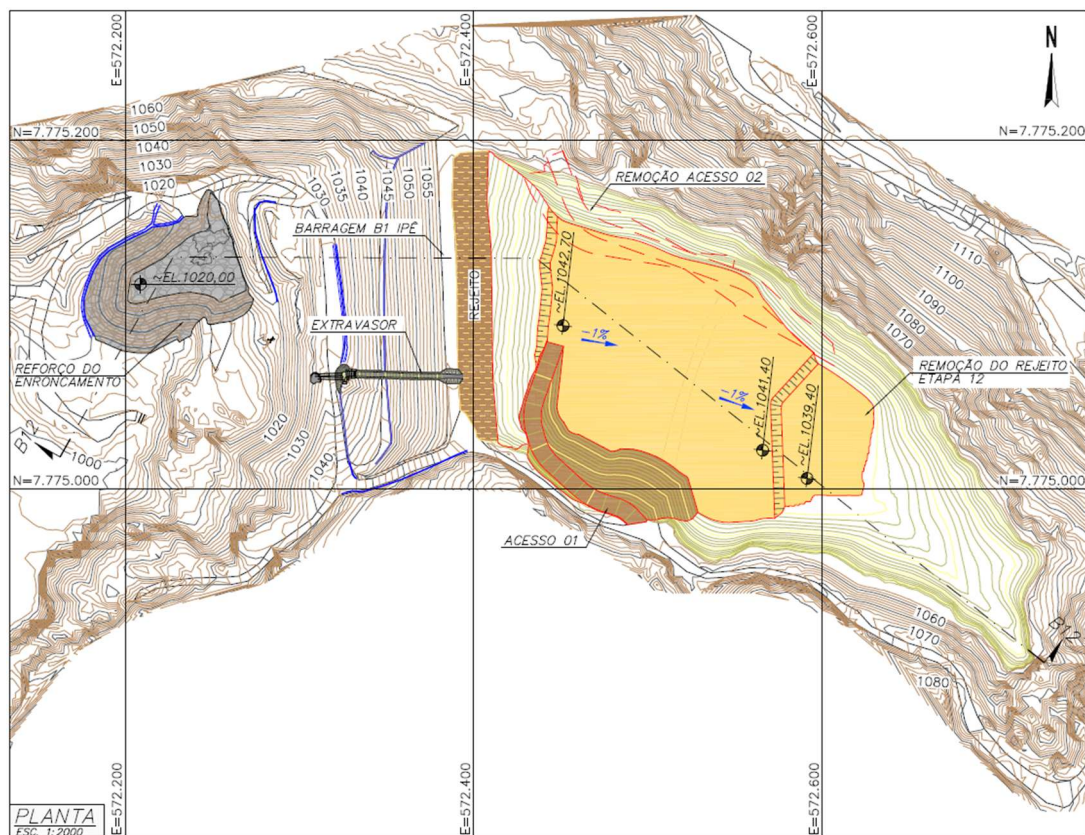 E=572.200
E=572.400
E=572.600
N
N=7.775.200
N=7.775.200
1060
1050
1040
1030
1020
1030
1035
1040
1045
1050
1055
REMOÇÃO ACESSO 02
BARRAGEM B1 IPÊ
~EL.1020,00
REJEITO
~EL.1042,70
-1%
1110
1100
1090
1080
1070
EXTRAVASOR
REFORÇO DO
ENRONCAMENTO
REMOÇÃO DO REJEITO
ETAPA 12
-1%
~EL.1041,40
~EL.1039,40
B12
1000
1020
1030
1040
N=7.775.000
N=7.775.000
ACESSO 01
1060
1070
1080
B12
E=572.200
E=572.400
E=572.600
PLANTA
ESC. 1:2000